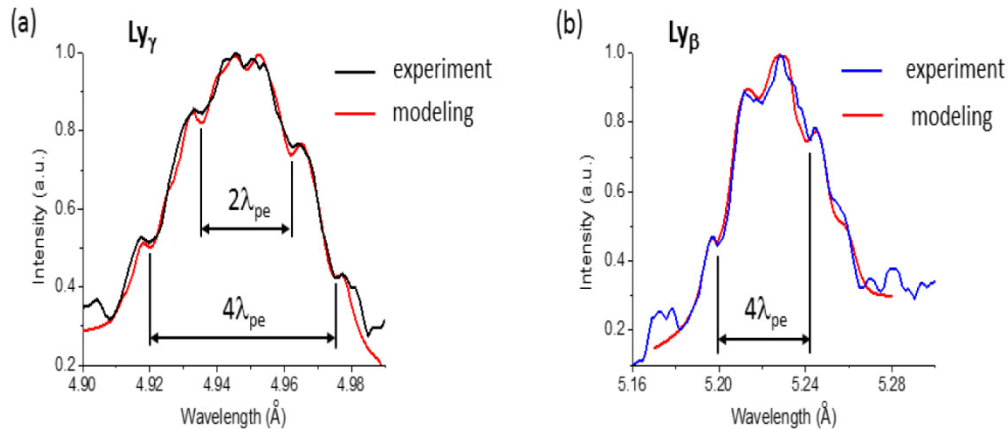 (a)
Lyγ
experiment
modeling
2λpe
4λpe
Intensity (a.u.)
1.0
0.8
0.6
0.4
0.2
4.90
4.92
4.94
4.96
4.98
Wavelength (Å)
(b)
Lyβ
experiment
modeling
4λpe
Intensity (a.u.)
1.0
0.8
0.6
0.4
0.2
5.16
5.20
5.24
5.28
Wavelength (Å)